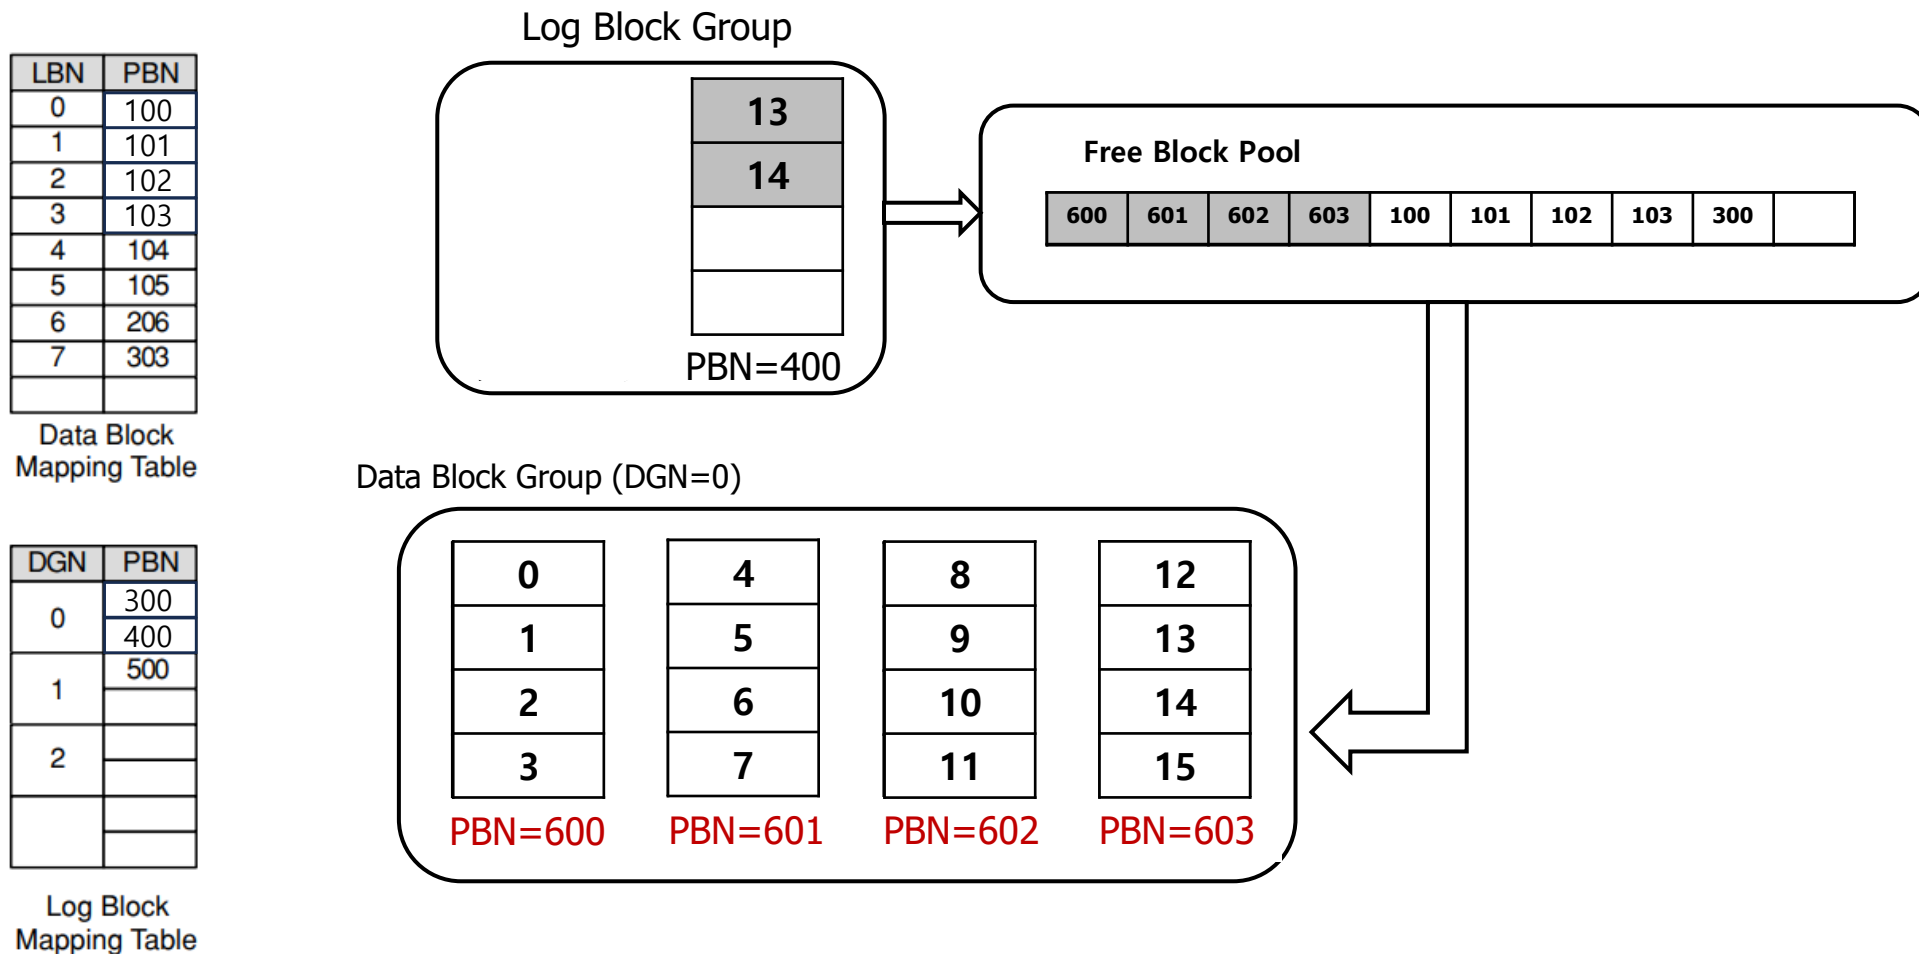 Log Block Group
LBN PBN
0 100
1 101
2 102
3 103
4 104
5 105
6 206
7 303
Data Block
Mapping Table
13
14
PBN=400
Free Block Pool
600 601 602 603 100 101 102 103 300
Data Block Group (DGN=0)
DGN PBN
0 300
400
1 500
2
Log Block
Mapping Table
0 4 8 12
1 5 9 13
2 6 10 14
3 7 11 15
PBN=600 PBN=601 PBN=602 PBN=603